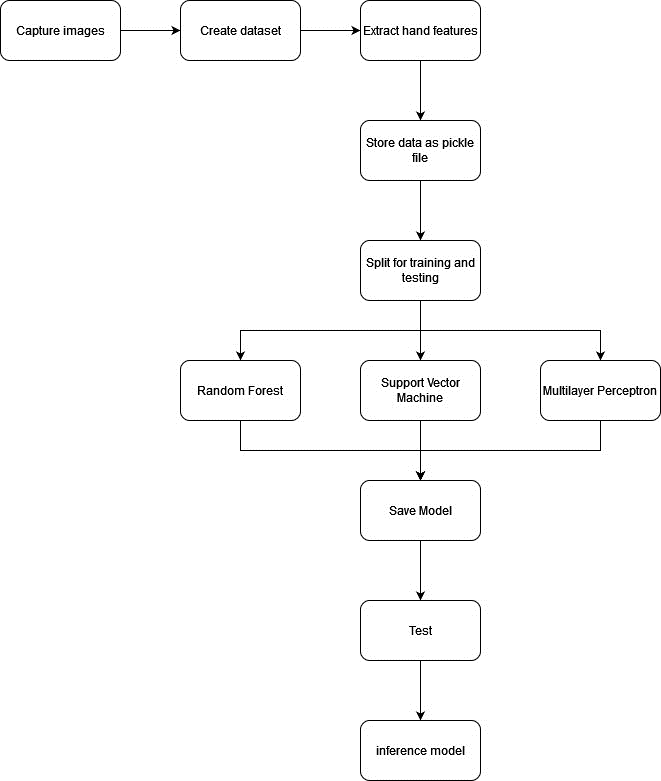 Capture images
Create dataset
Extract hand features
Store data as pickle
file
Split for training and
testing
Random Forest
Support Vector
Machine
Multilayer Perceptron
Save Model
Test
inference model